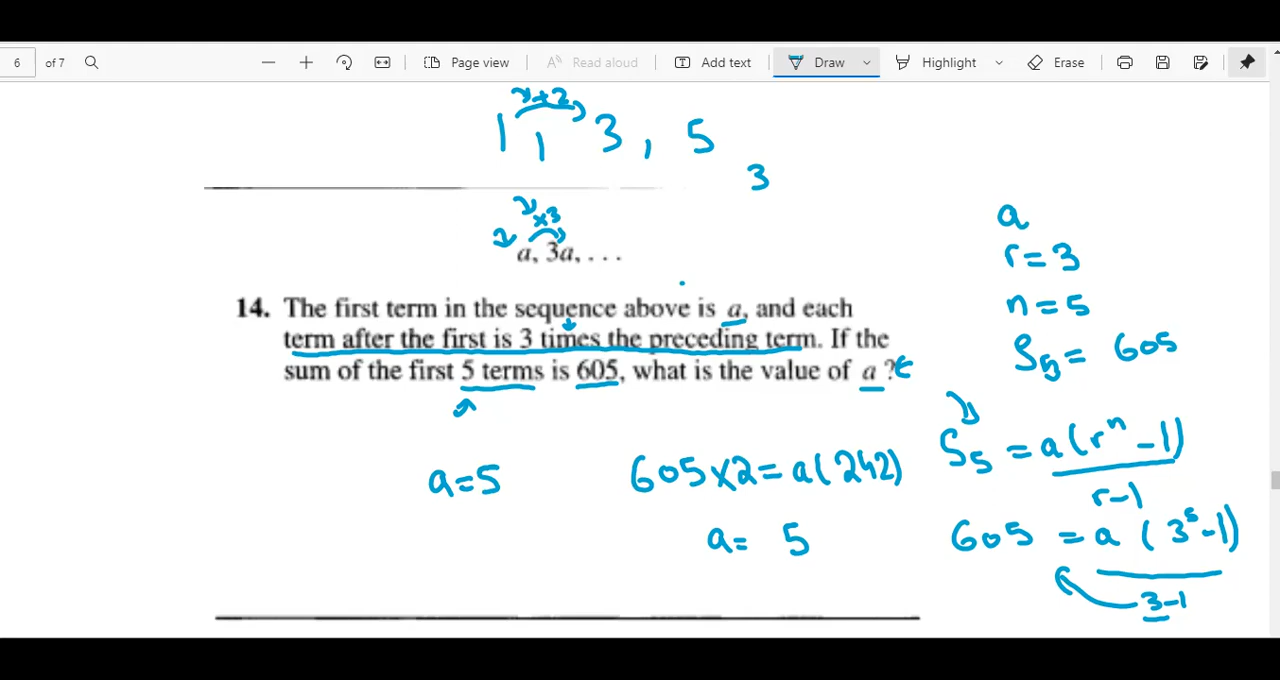 6 of 7 Page view Read aloud Add text Draw Highlight Erase
x+2
1 , 3 , 5
3
x3
a, 3a, . . .
14. The first term in the sequence above is a, and each
term after the first is 3 times the preceding term. If the
sum of the first 5 terms is 605, what is the value of a ?
a
r=3
n=5
S5= 605
S5 = a(r^n -1)
r-1
605×2=a(242)
a=5
a= 5
605 = a (3^5-1)
3-1